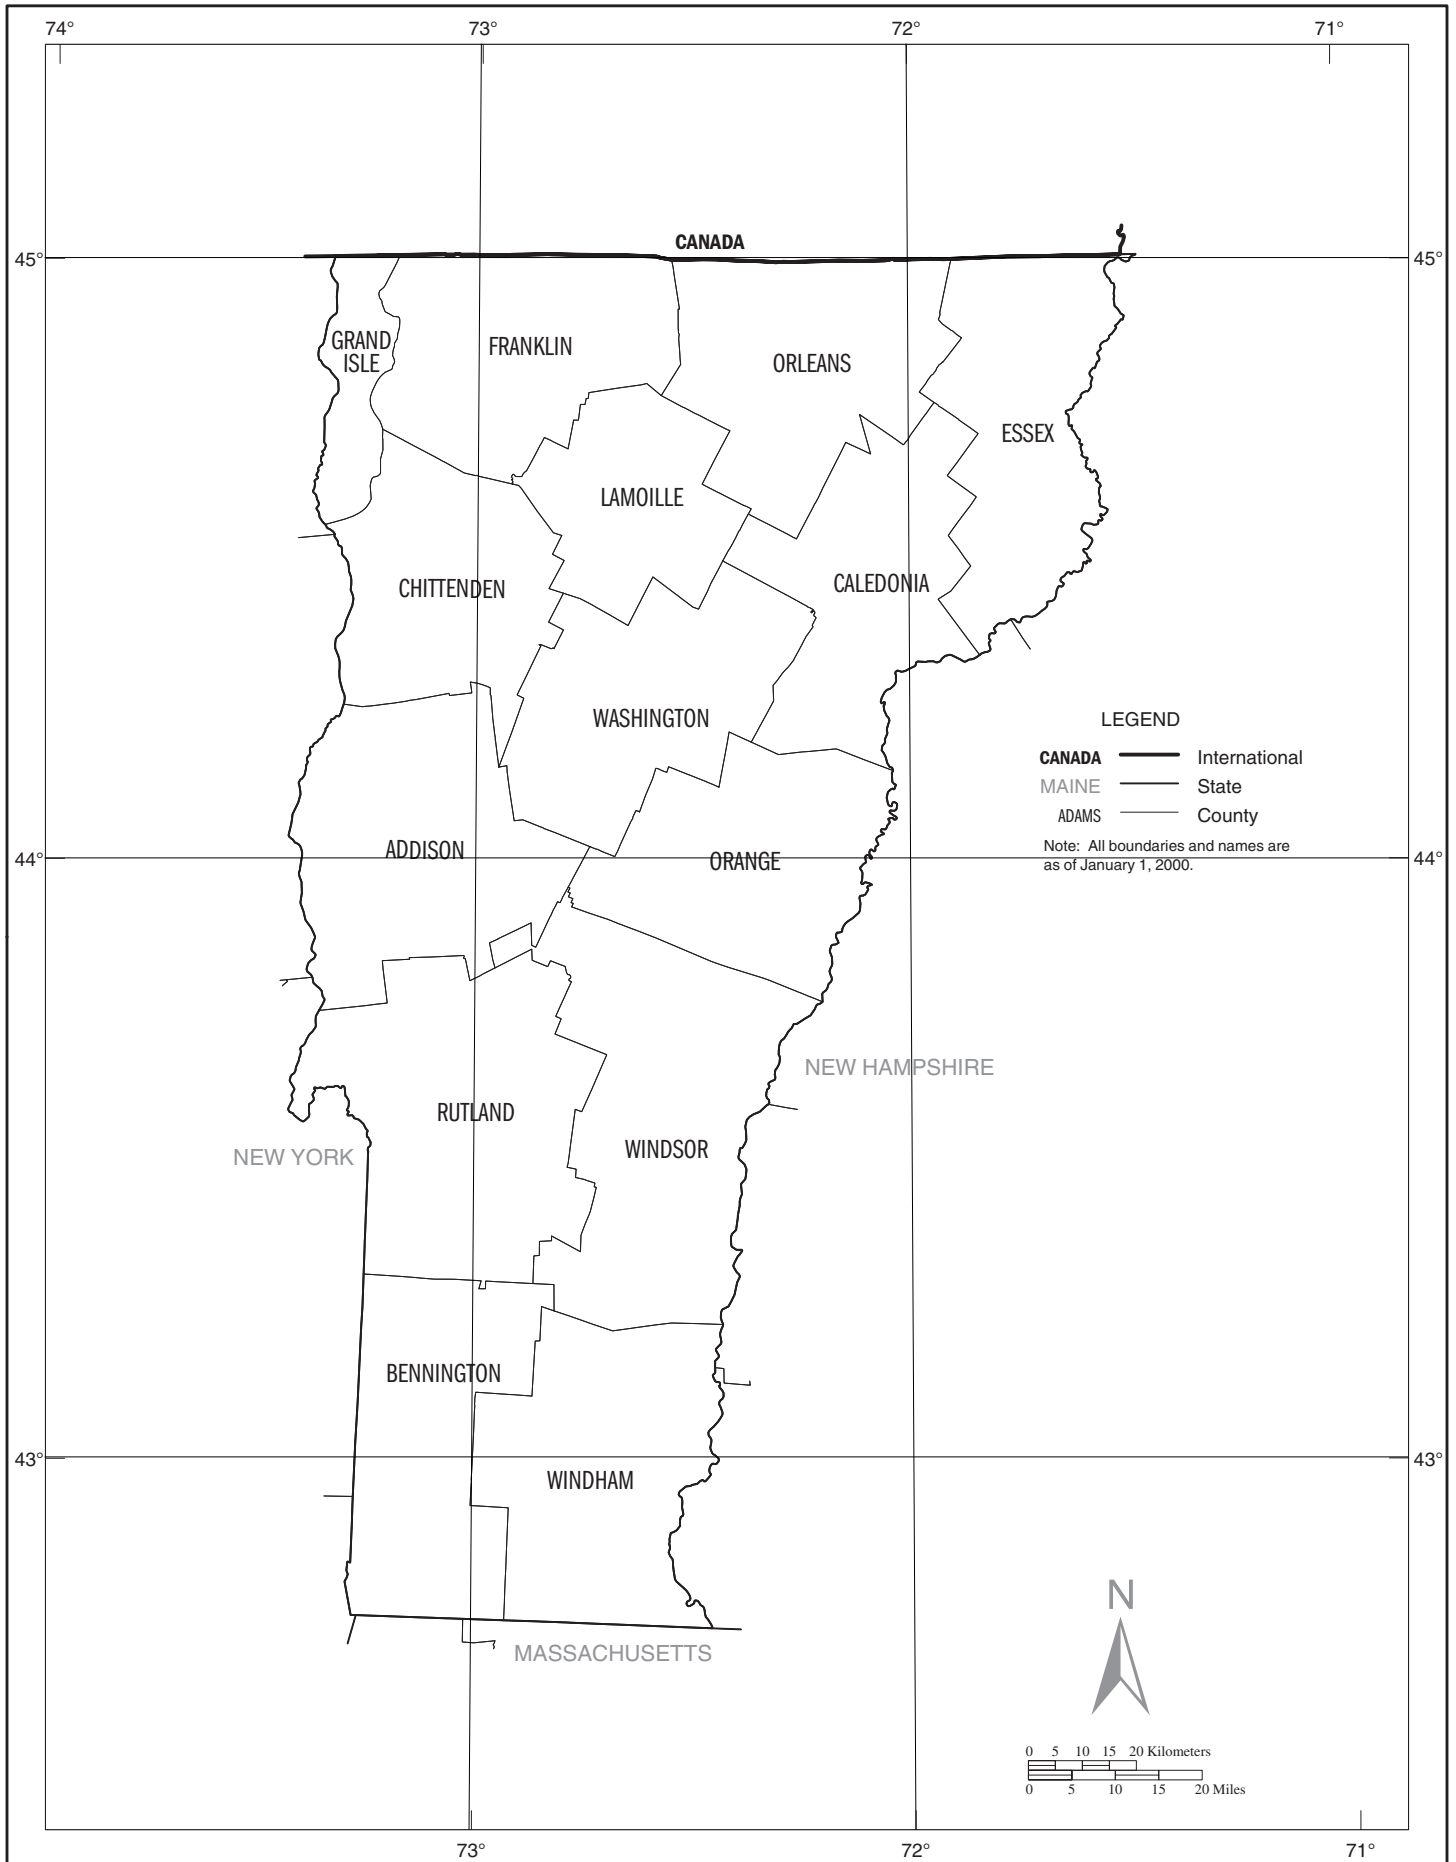 74°
73°
72°
71°
CANADA
45°
45°
GRAND
ISLE
FRANKLIN
ORLEANS
ESSEX
LAMOILLE
CHITTENDEN
CALEDONIA
WASHINGTON
LEGEND
CANADA International
MAINE State
ADAMS County
Note: All boundaries and names are
as of January 1, 2000.
ADDISON
ORANGE
44°
44°
NEW HAMPSHIRE
RUTLAND
WINDSOR
NEW YORK
BENNINGTON
43°
43°
WINDHAM
N
MASSACHUSETTS
0 5 10 15 20 Kilometers
0 5 10 15 20 Miles
73°
72°
71°